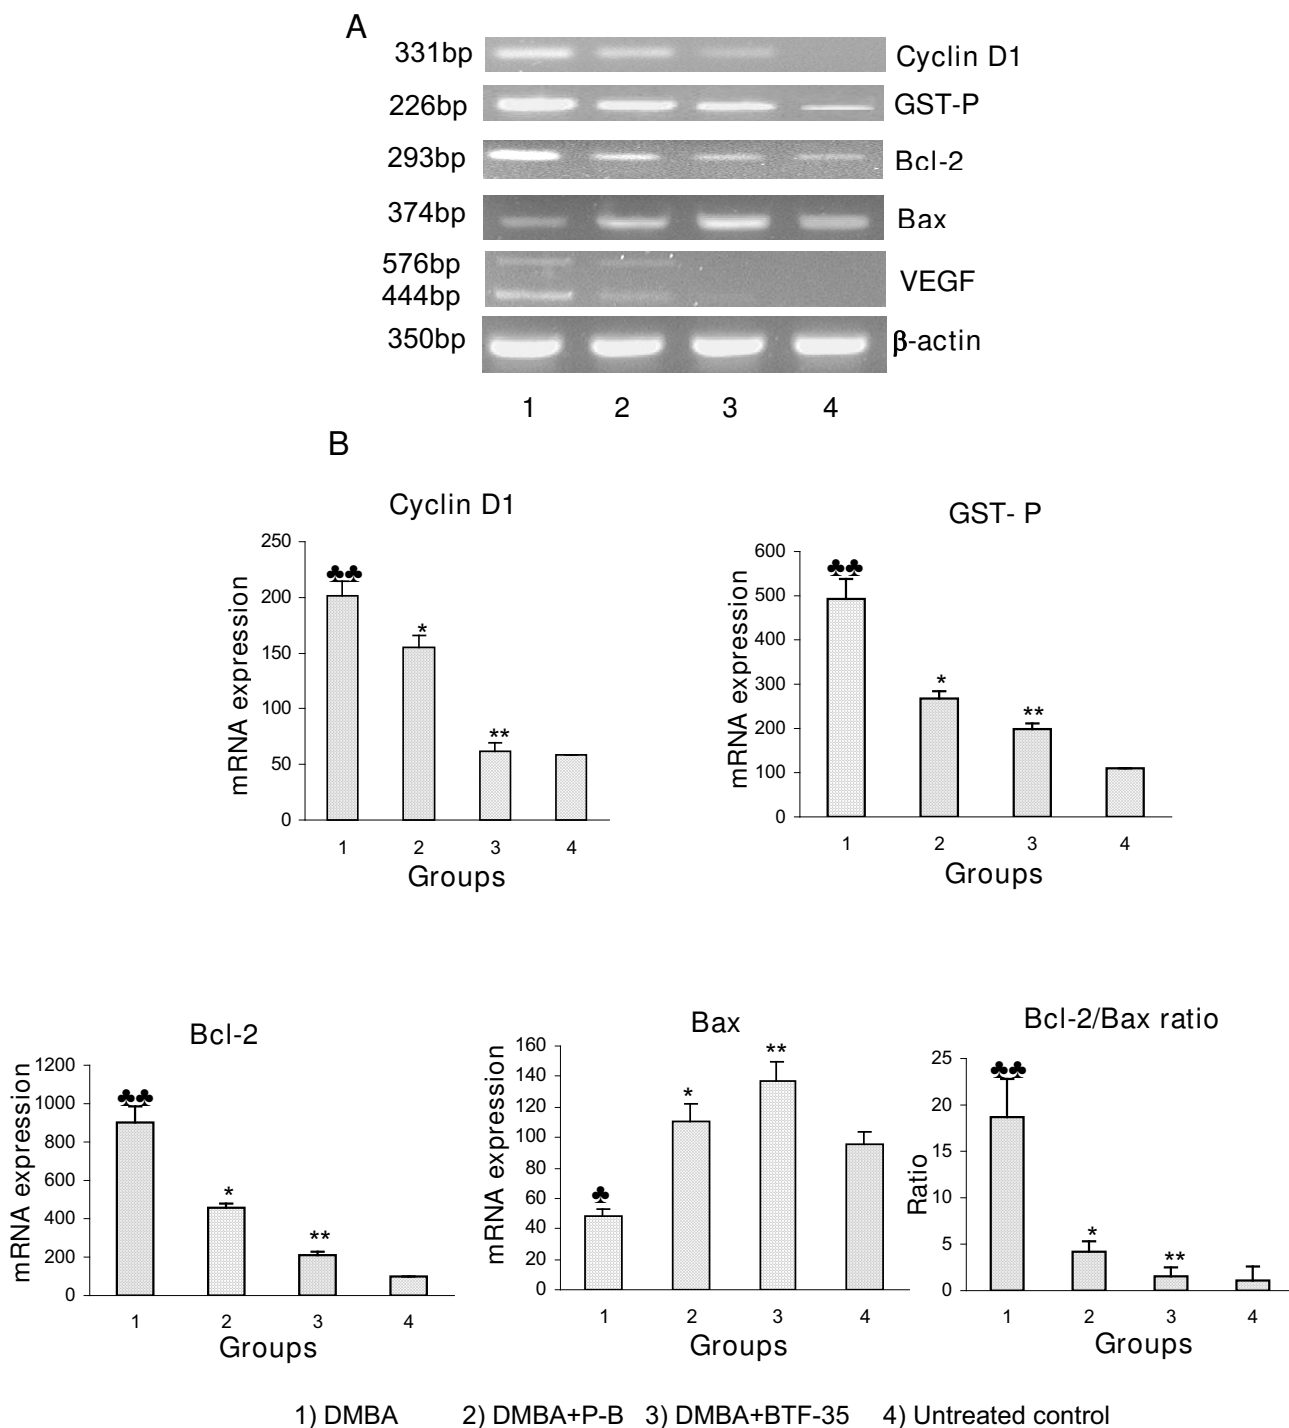 A
331bp Cyclin D1
226bp GST-P
293bp Bcl-2
374bp Bax
576bp
444bp VEGF
350bp β-actin
1 2 3 4
B
Cyclin D1
mRNA expression
250
200
150
100
50
0
♣♣
*
**
1 2 3 4
Groups
GST- P
mRNA expression
600
500
400
300
200
100
0
♣♣
*
**
1 2 3 4
Groups
Bcl-2
mRNA expression
1200
1000
800
600
400
200
0
♣♣
*
**
1 2 3 4
Groups
Bax
mRNA expression
160
140
120
100
80
60
40
20
0
♣
*
**
1 2 3 4
Groups
Bcl-2/Bax ratio
Ratio
25
20
15
10
5
0
♣♣
*
**
1 2 3 4
Groups
1) DMBA 2) DMBA+P-B 3) DMBA+BTF-35 4) Untreated control